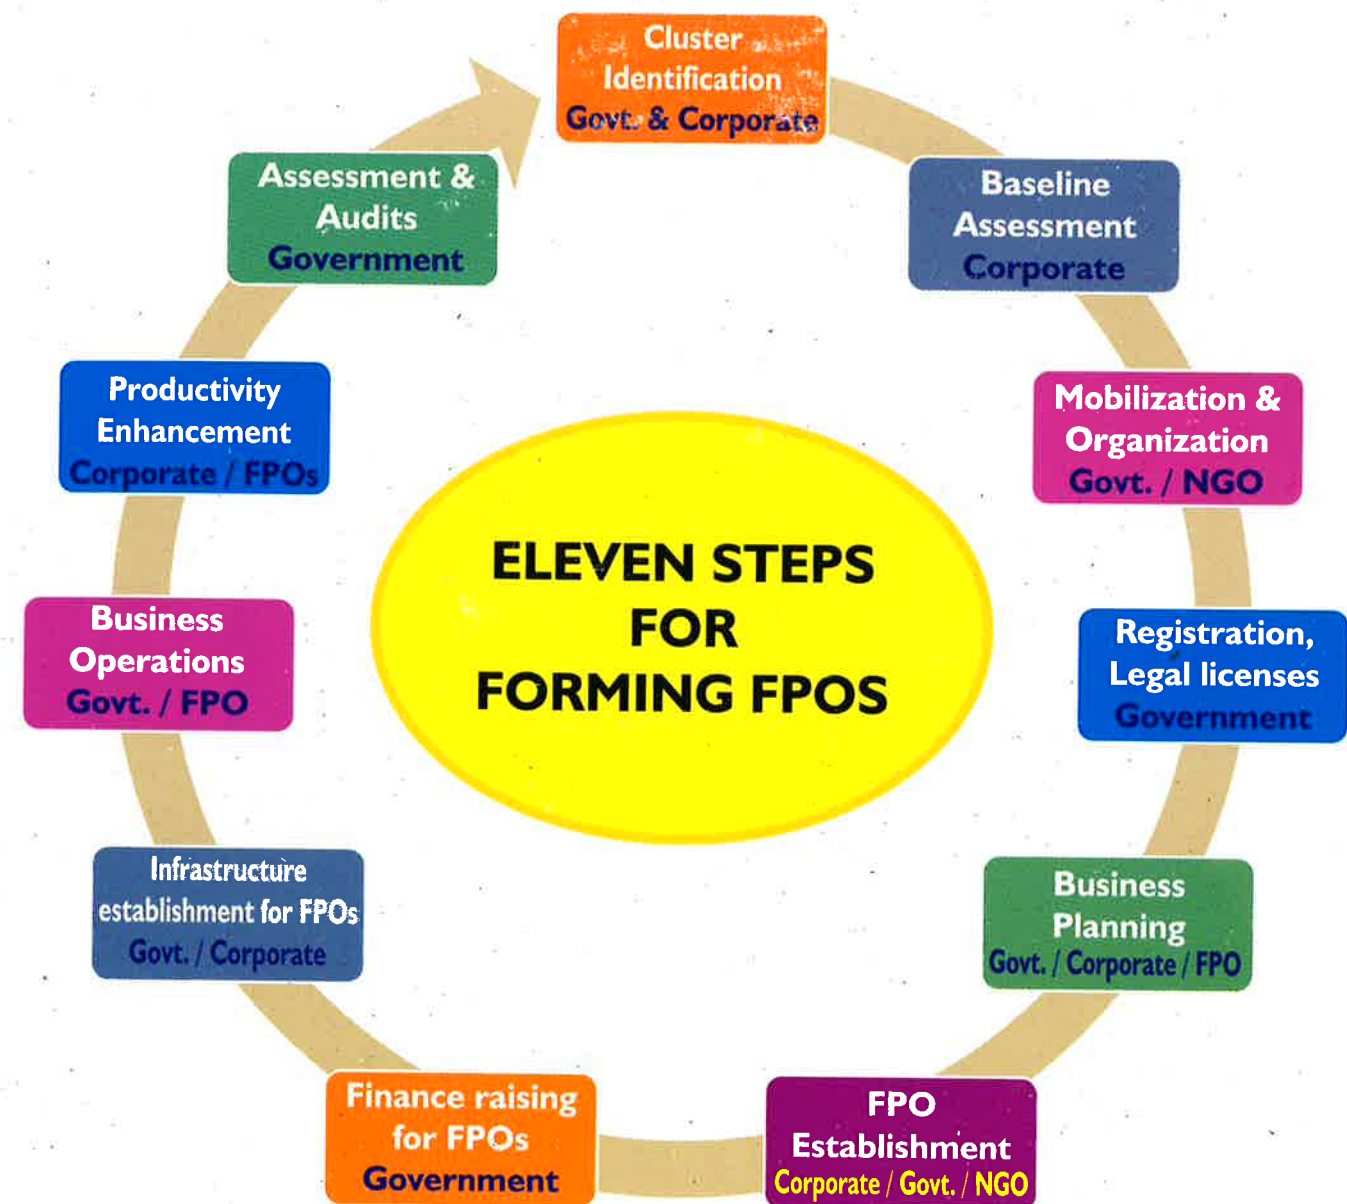 Cluster
Identification
Govt. & Corporate
Baseline
Assessment
Corporate
Mobilization &
Organization
Govt. / NGO
Registration,
Legal licenses
Government
Business
Planning
Govt. / Corporate / FPO
FPO
Establishment
Corporate / Govt. / NGO
Finance raising
for FPOs
Government
Infrastructure
establishment for FPOs
Govt. / Corporate
Business
Operations
Govt. / FPO
Productivity
Enhancement
Corporate / FPOs
Assessment &
Audits
Government
ELEVEN STEPS
FOR
FORMING FPOS